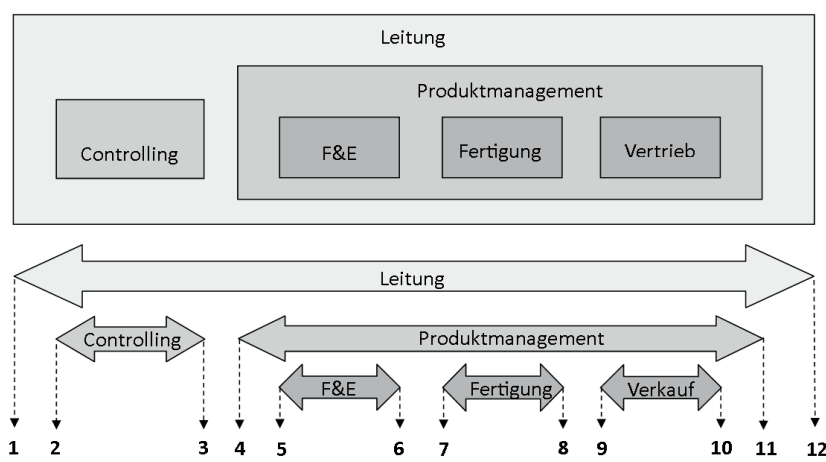 Leitung
Produktmanagement
Controlling
F&E
Fertigung
Vertrieb
Leitung
Controlling
Produktmanagement
F&E
Fertigung
Verkauf
1 2 3 4 5 6 7 8 9 10 11 12